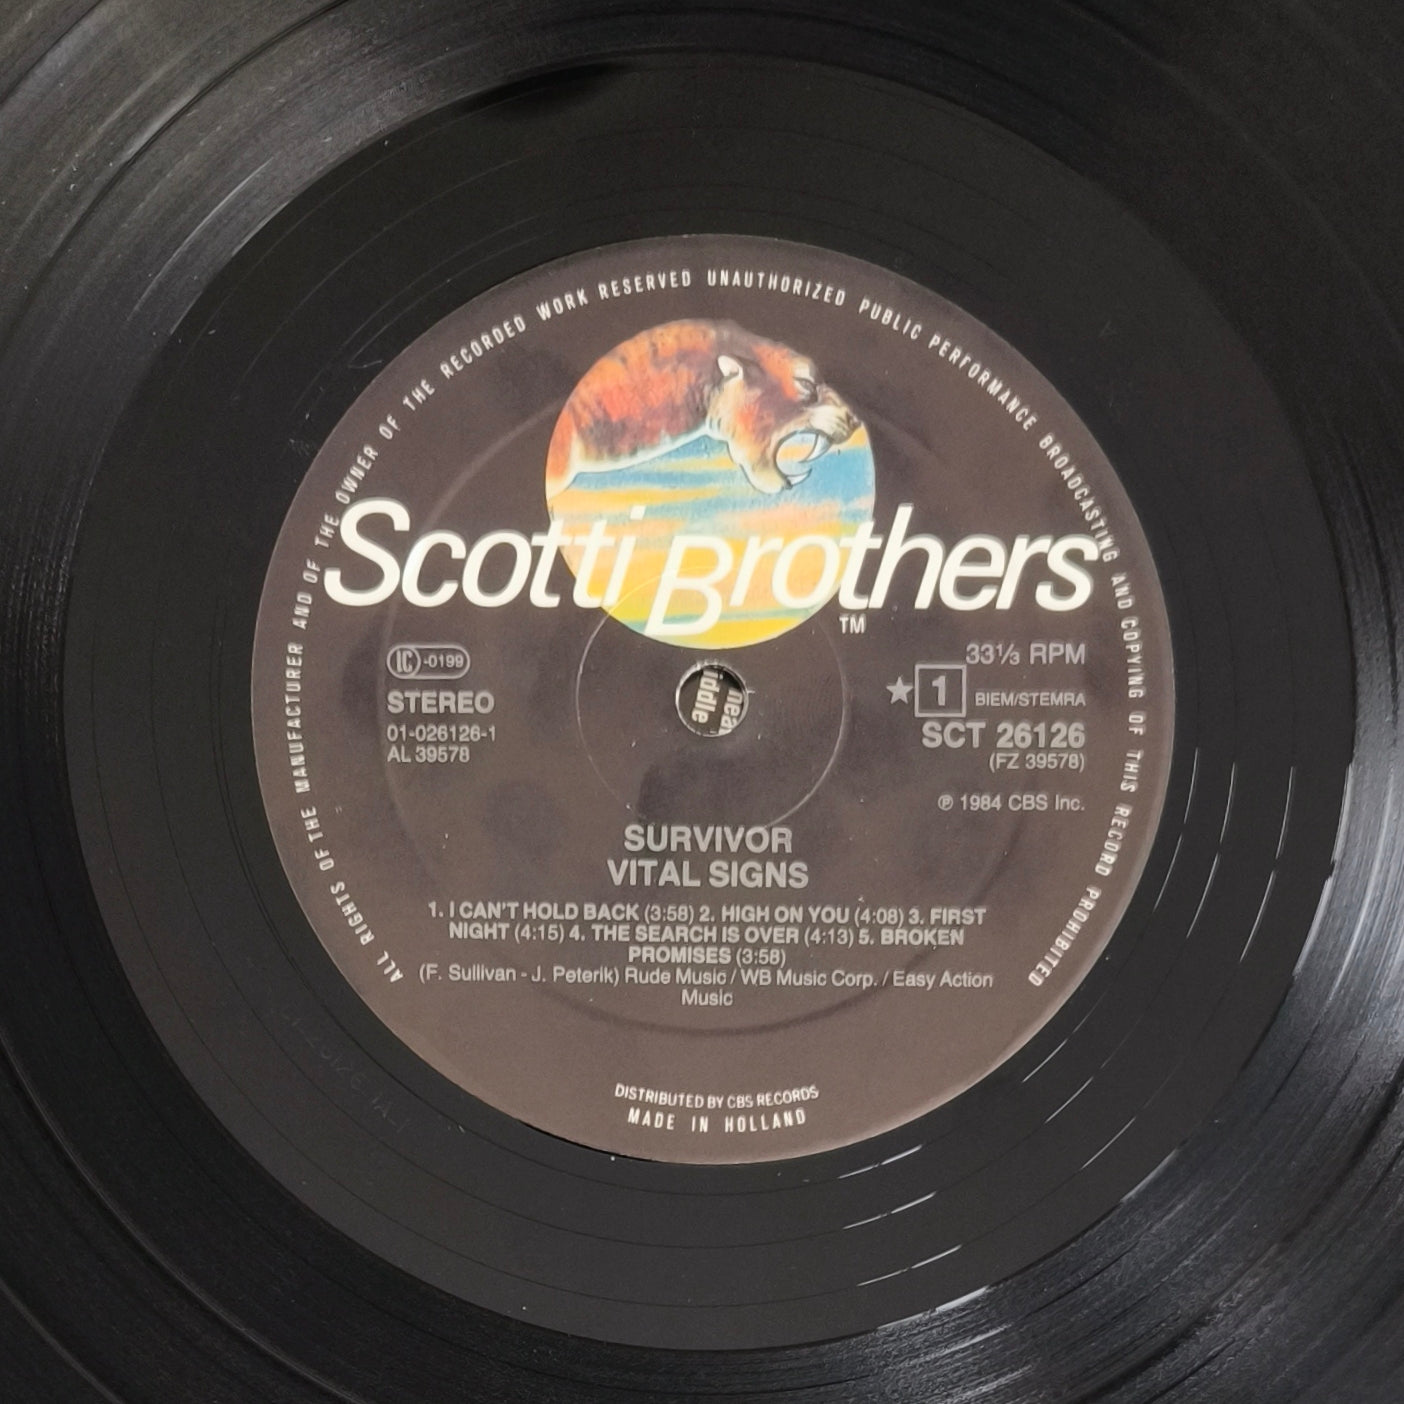 ALL RIGHTS OF THE MANUFACTURER AND OF THE OWNER OF THE RECORDED WORK RESERVED UNAUTHORIZED PUBLIC PERFORMANCE BROADCASTING AND COPYING OF THIS RECORD PROHIBITED
Scotti Brothers
TM
IC -0199
STEREO
01-026126-1
AL 39578
33⅓ RPM
★ 1 BIEM/STEMRA
SCT 26126
(FZ 39578)
℗ 1984 CBS Inc.
iddle
near
SURVIVOR
VITAL SIGNS
1. I CAN'T HOLD BACK (3:58) 2. HIGH ON YOU (4:08) 3. FIRST
NIGHT (4:15) 4. THE SEARCH IS OVER (4:13) 5. BROKEN
PROMISES (3:58)
(F. Sullivan - J. Peterik) Rude Music / WB Music Corp. / Easy Action
Music
DISTRIBUTED BY CBS RECORDS
MADE IN HOLLAND